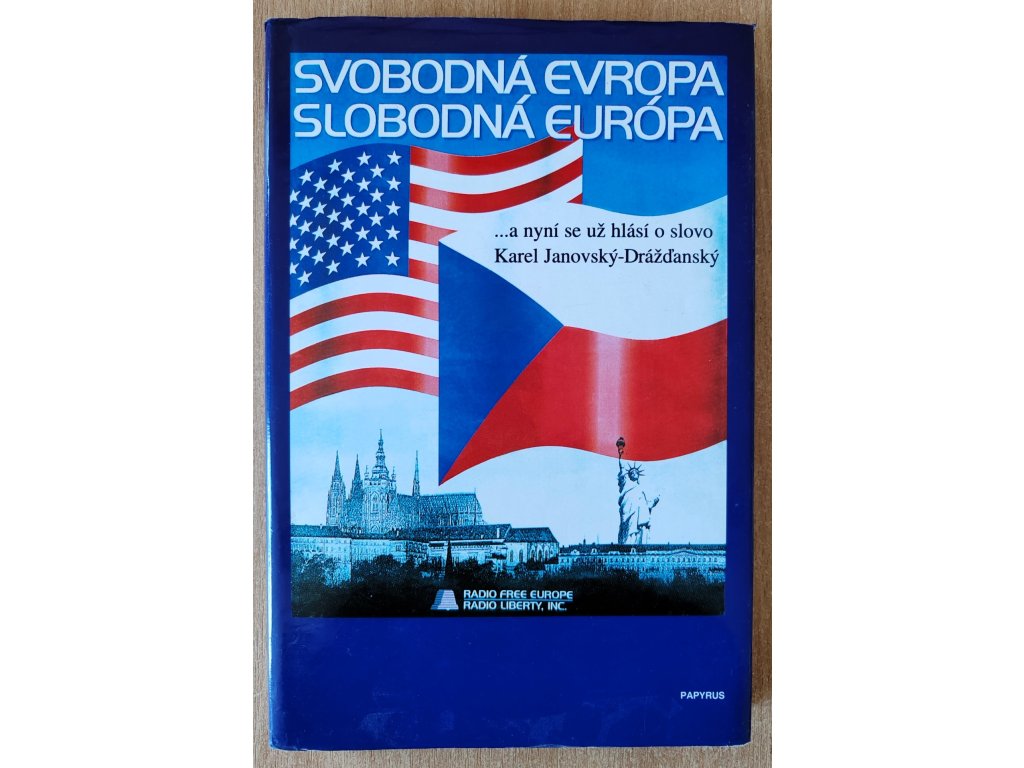 SVOBODNÁ EVROPA
SLOBODNÁ EURÓPA
...a nyní se už hlásí o slovo
Karel Janovský-Drážďanský
RADIO FREE EUROPE
RADIO LIBERTY, INC.
PAPYRUS